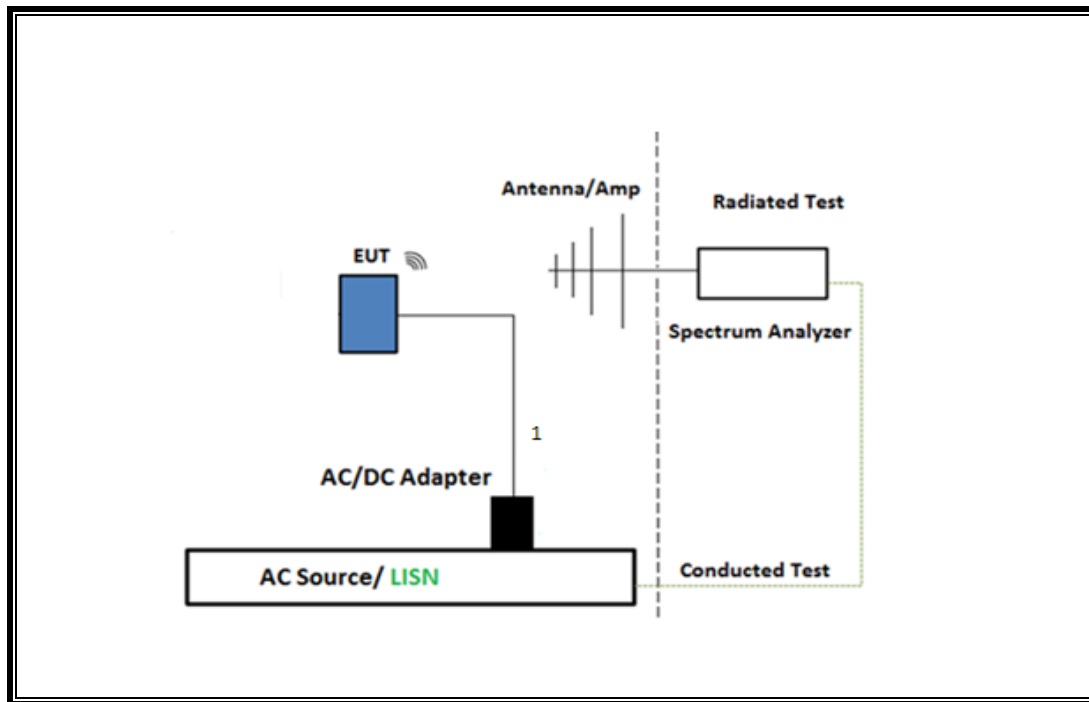 Antenna/Amp
Radiated Test
EUT
Spectrum Analyzer
1
AC/DC Adapter
AC Source/ LISN
Conducted Test